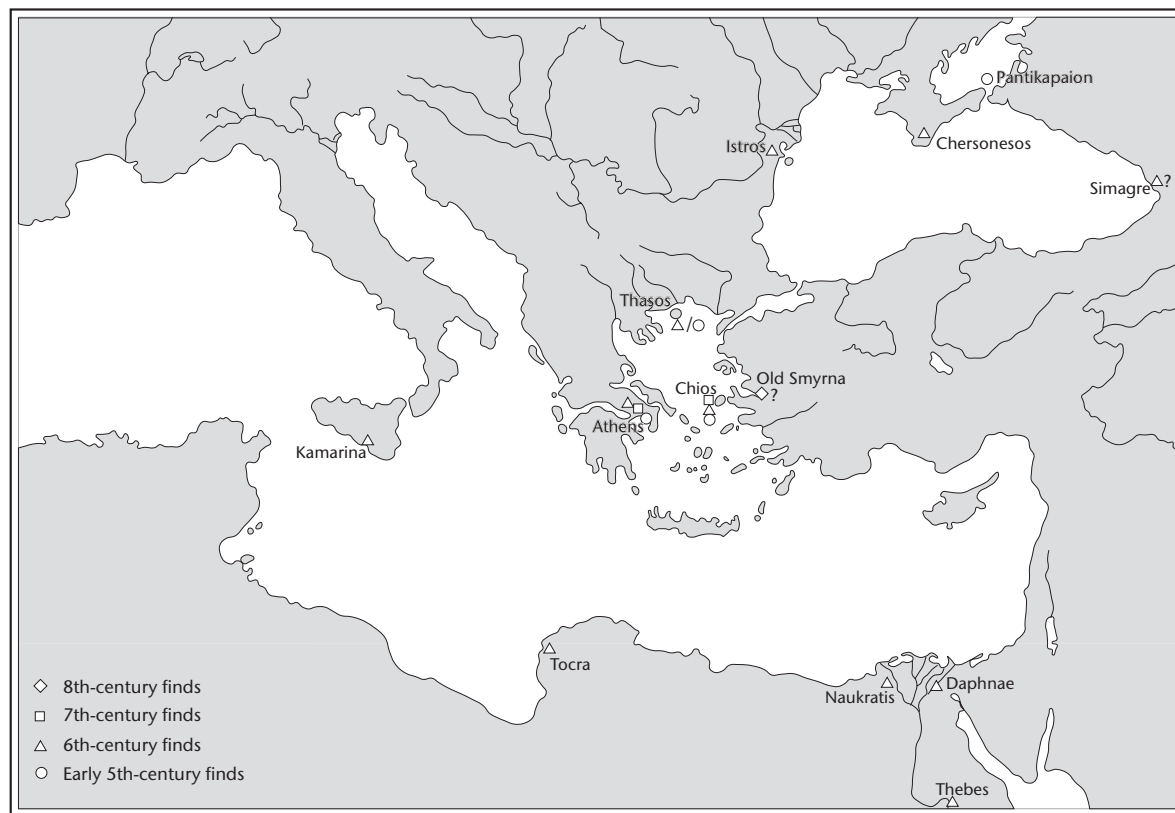 Pantikapaion
Istros
Chersonesos
Simagre
?
Thasos
/
Chios
Old Smyrna
?
Athens
Kamarina
Tocra
Naukratis
Daphnae
Thebes
8th-century finds
7th-century finds
6th-century finds
Early 5th-century finds